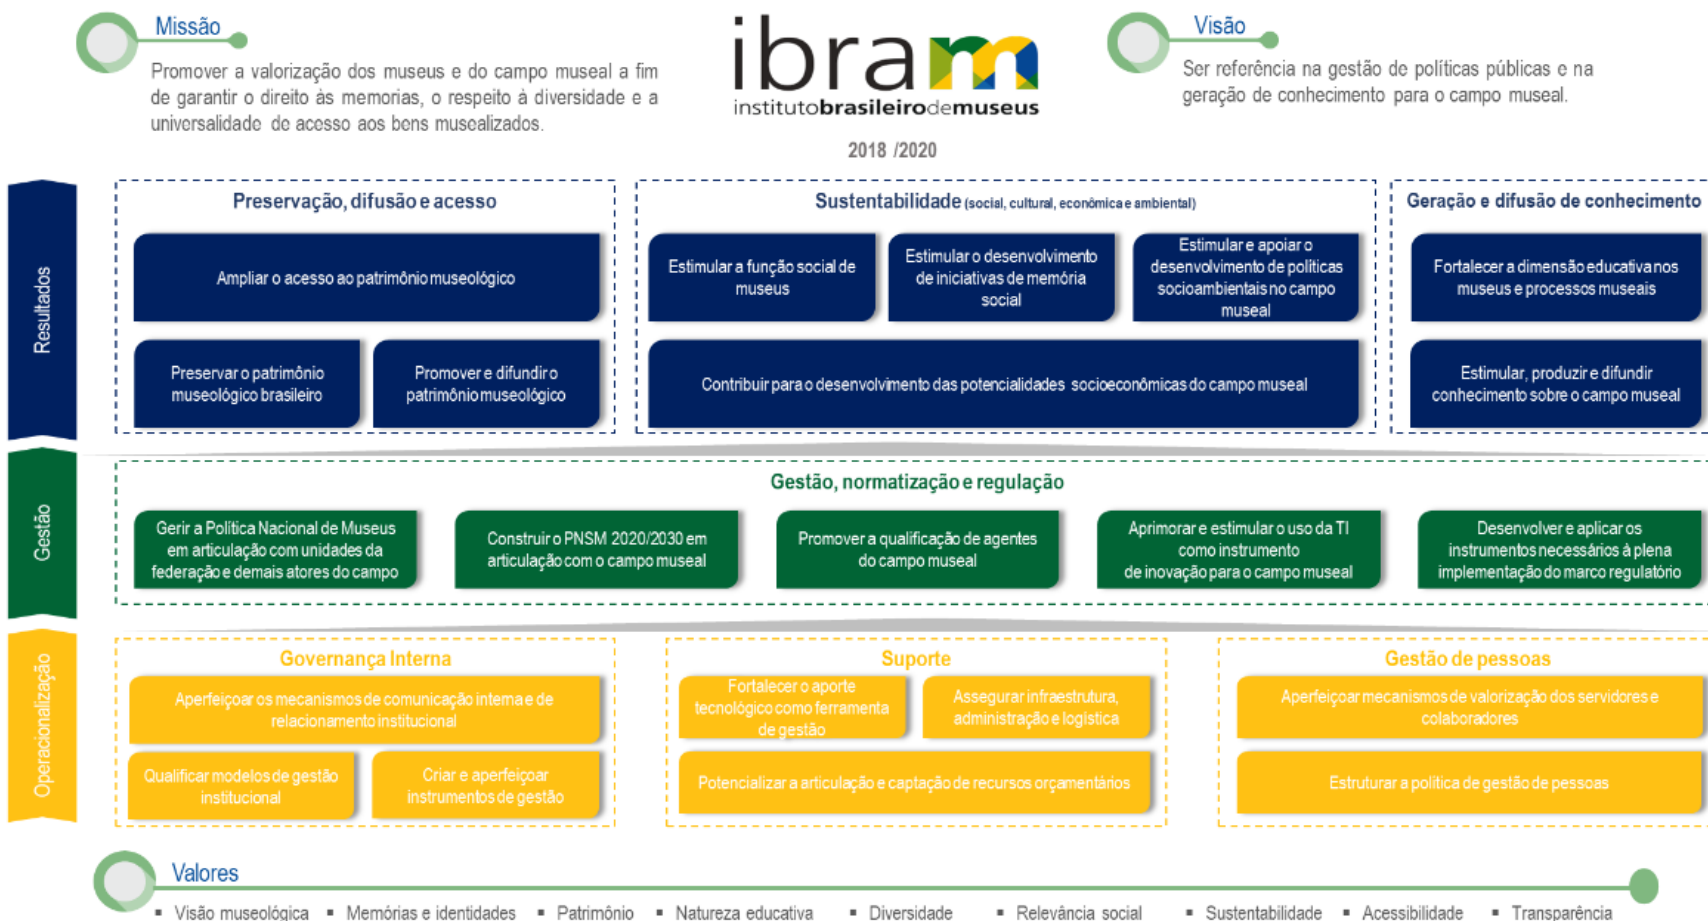 Missão
Promover a valorização dos museus e do campo museal a fim
de garantir o direito às memorias, o respeito à diversidade e a
universalidade de acesso aos bens musealizados.
ibram
institutobrasileirodemuseus
2018 /2020
Visão
Ser referência na gestão de políticas públicas e na
geração de conhecimento para o campo museal.
Resultados
Preservação, difusão e acesso
Ampliar o acesso ao patrimônio museológico
Preservar o patrimônio
museológico brasileiro
Promover e difundir o
patrimônio museológico
Sustentabilidade (social, cultural, econômica e ambiental)
Estimular a função social de
museus
Estimular o desenvolvimento
de iniciativas de memória
social
Estimular e apoiar o
desenvolvimento de políticas
socioambientais no campo
museal
Contribuir para o desenvolvimento das potencialidades socioeconômicas do campo museal
Geração e difusão de conhecimento
Fortalecer a dimensão educativa nos
museus e processos museais
Estimular, produzir e difundir
conhecimento sobre o campo museal
Gestão
Gestão, normatização e regulação
Gerir a Política Nacional de Museus
em articulação com unidades da
federação e demais atores do campo
Construir o PNSM 2020/2030 em
articulação com o campo museal
Promover a qualificação de agentes
do campo museal
Aprimorar e estimular o uso da TI
como instrumento
de inovação para o campo museal
Desenvolver e aplicar os
instrumentos necessários à plena
implementação do marco regulatório
Operacionalização
Governança Interna
Aperfeiçoar os mecanismos de comunicação interna e de
relacionamento institucional
Qualificar modelos de gestão
institucional
Criar e aperfeiçoar
instrumentos de gestão
Suporte
Fortalecer o aporte
tecnológico como ferramenta
de gestão
Assegurar infraestrutura,
administração e logística
Potencializar a articulação e captação de recursos orçamentários
Gestão de pessoas
Aperfeiçoar mecanismos de valorização dos servidores e
colaboradores
Estruturar a política de gestão de pessoas
Valores
▪ Visão museológica ▪ Memórias e identidades ▪ Patrimônio ▪ Natureza educativa ▪ Diversidade ▪ Relevância social ▪ Sustentabilidade ▪ Acessibilidade ▪ Transparência